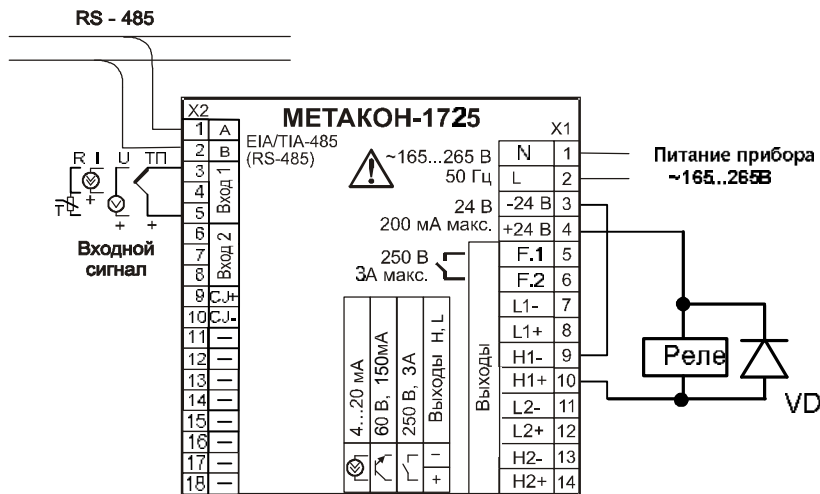 RS - 485
X2
МЕТАКОН-1725
X1
1 A
2 B
3
4
5
Вход 1
6
7
8
Вход 2
9 CJ+
10 CJ-
11 –
12 –
13 –
14 –
15 –
16 –
17 –
18 –
EIA/TIA-485
(RS-485)
R I U ТП
T
+ + +
Входной
сигнал
~165...265 В
50 Гц
24 В
200 мА макс.
250 В
3А макс.
N 1
L 2
-24 В 3
+24 В 4
F.1 5
F.2 6
L1- 7
L1+ 8
H1- 9
H1+ 10
L2- 11
L2+ 12
H2- 13
H2+ 14
Выходы
4...20 мА
60 В, 150мА
250 В, 3А
Выходы H, L
–
+
Питание прибора
~165...265В
Реле
VD